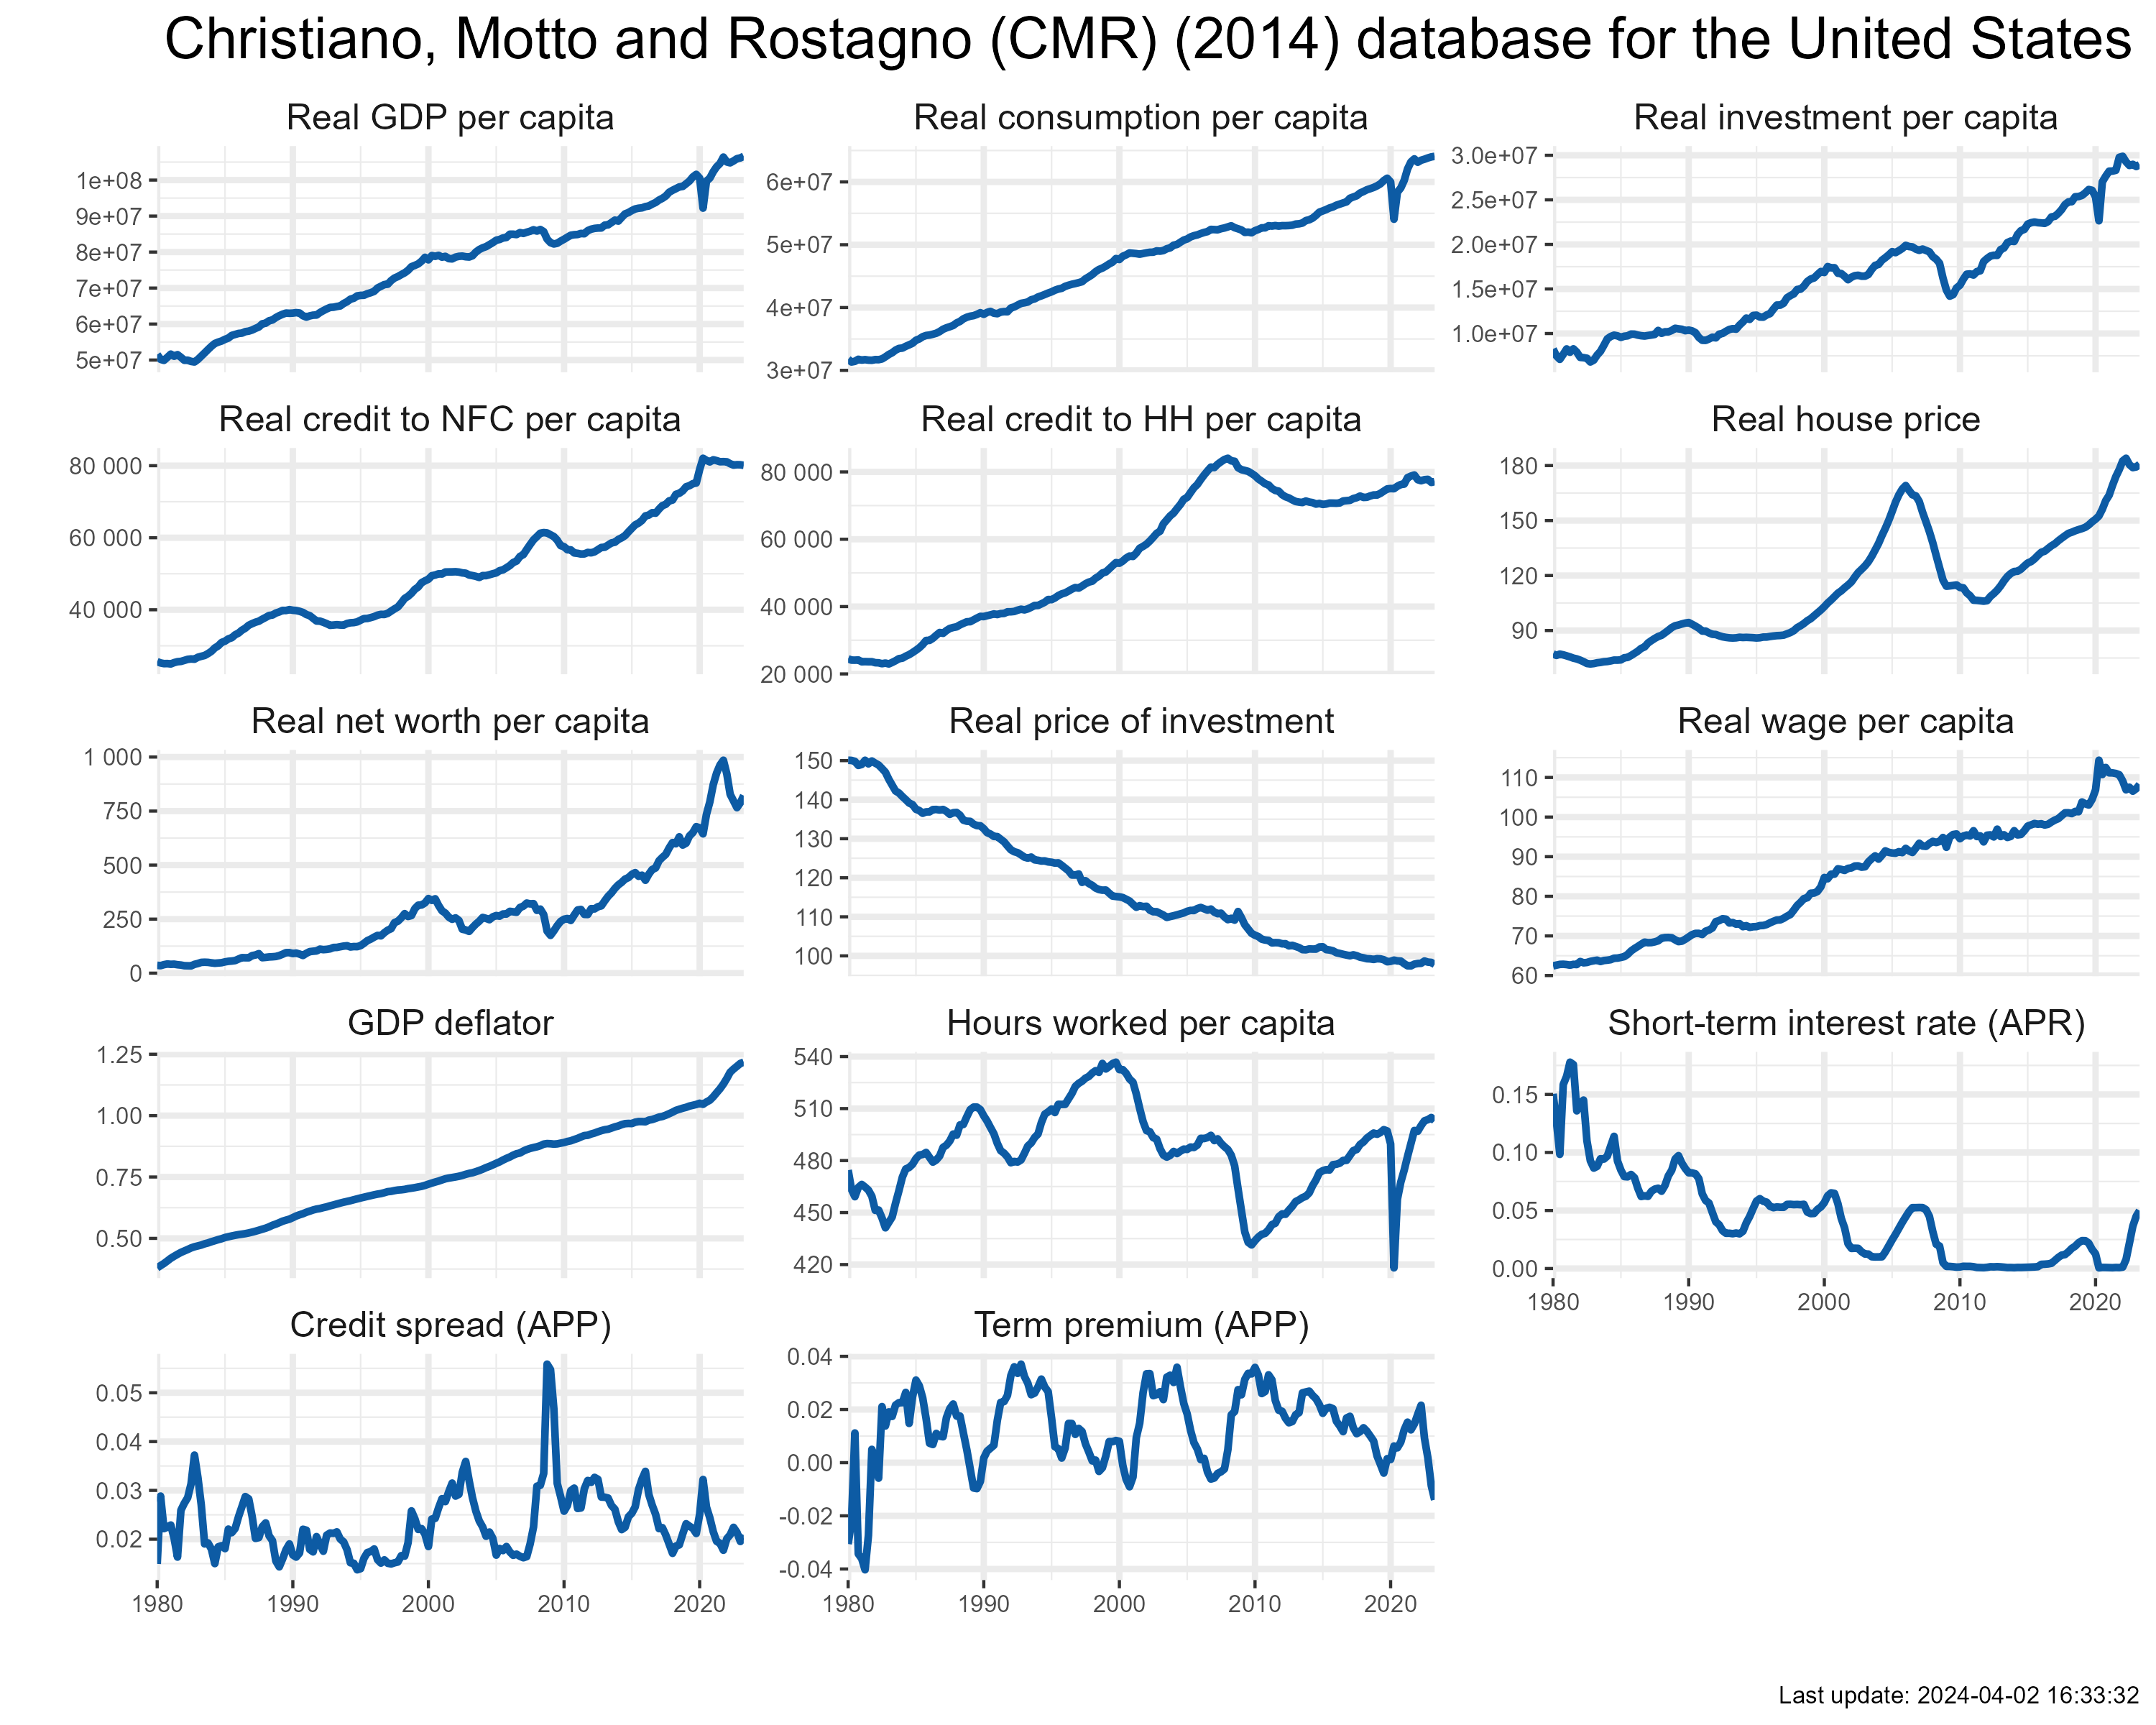 Christiano, Motto and Rostagno (CMR) (2014) database for the United States
Real GDP per capita
1e+08
9e+07
8e+07
7e+07
6e+07
5e+07
Real consumption per capita
6e+07
5e+07
4e+07
3e+07
Real investment per capita
3.0e+07
2.5e+07
2.0e+07
1.5e+07
1.0e+07
Real credit to NFC per capita
80 000
60 000
40 000
Real credit to HH per capita
80 000
60 000
40 000
20 000
Real house price
180
150
120
90
Real net worth per capita
1 000
750
500
250
0
Real price of investment
150
140
130
120
110
100
Real wage per capita
110
100
90
80
70
60
GDP deflator
1.25
1.00
0.75
0.50
Hours worked per capita
540
510
480
450
420
Short-term interest rate (APR)
0.15
0.10
0.05
0.00
1980 1990 2000 2010 2020
Credit spread (APP)
0.05
0.04
0.03
0.02
1980 1990 2000 2010 2020
Term premium (APP)
0.04
0.02
0.00
-0.02
-0.04
1980 1990 2000 2010 2020
Last update: 2024-04-02 16:33:32